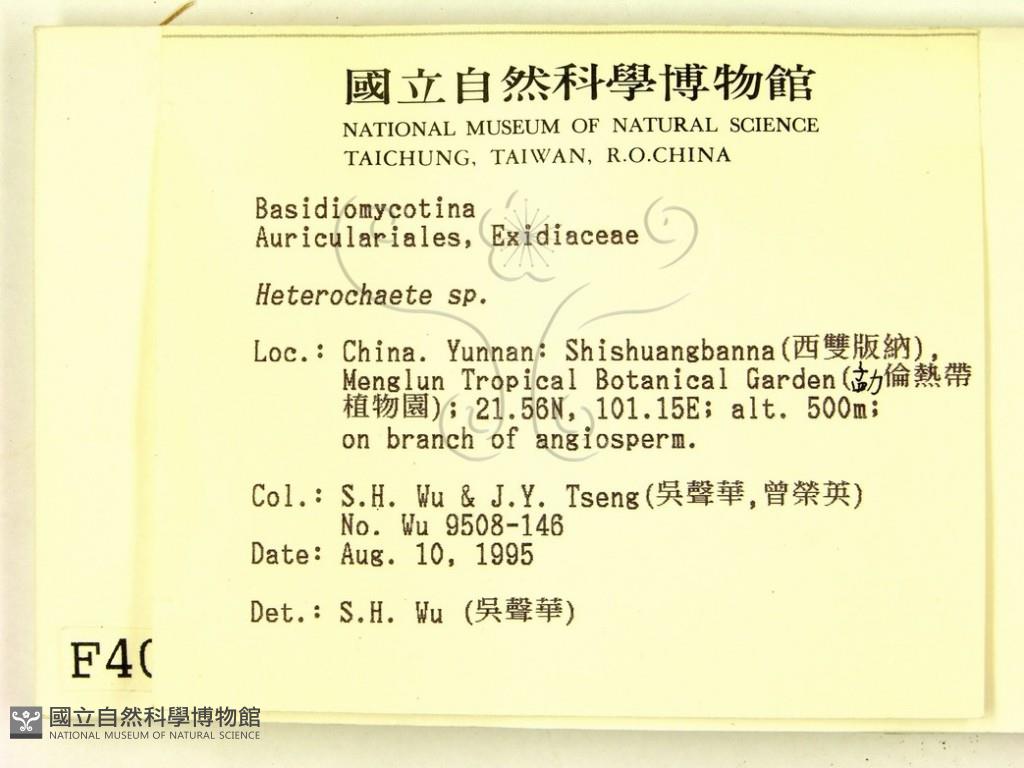 國立自然科學博物館
NATIONAL MUSEUM OF NATURAL SCIENCE
TAICHUNG, TAIWAN, R.O.CHINA
Basidiomycotina
Auriculariales, Exidiaceae
Heterochaete sp.
Loc.: China. Yunnan: Shishuangbanna(西雙版納),
Menglun Tropical Botanical Garden(勐倫熱帶
植物園); 21.56N, 101.15E; alt. 500m;
on branch of angiosperm.
Col.: S.H. Wu & J.Y. Tseng(吳聲華,曾榮英)
No. Wu 9508-146
Date: Aug. 10, 1995
Det.: S.H. Wu (吳聲華)
F40
國立自然科學博物館
NATIONAL MUSEUM OF NATURAL SCIENCE